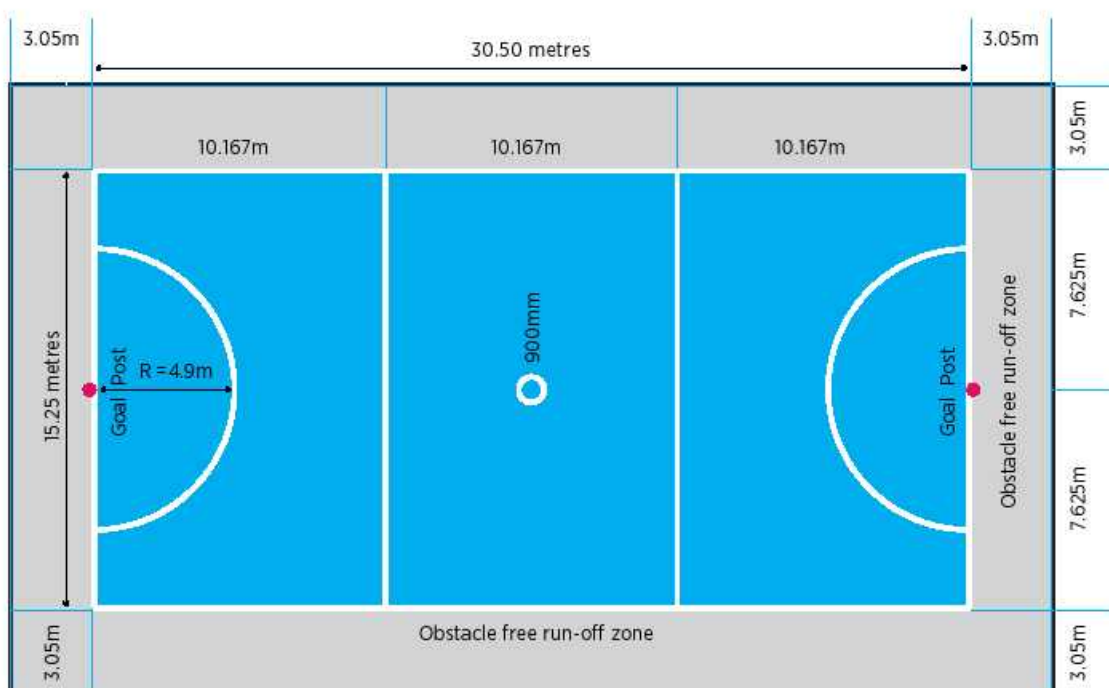 3.05m
30.50 metres
3.05m
3.05m
10.167m
10.167m
10.167m
7.625m
Obstacle free run-off zone
900mm
15.25 metres
Goal Post
R =4.9m
Goal Post
7.625m
Obstacle free run-off zone
3.05m
3.05m